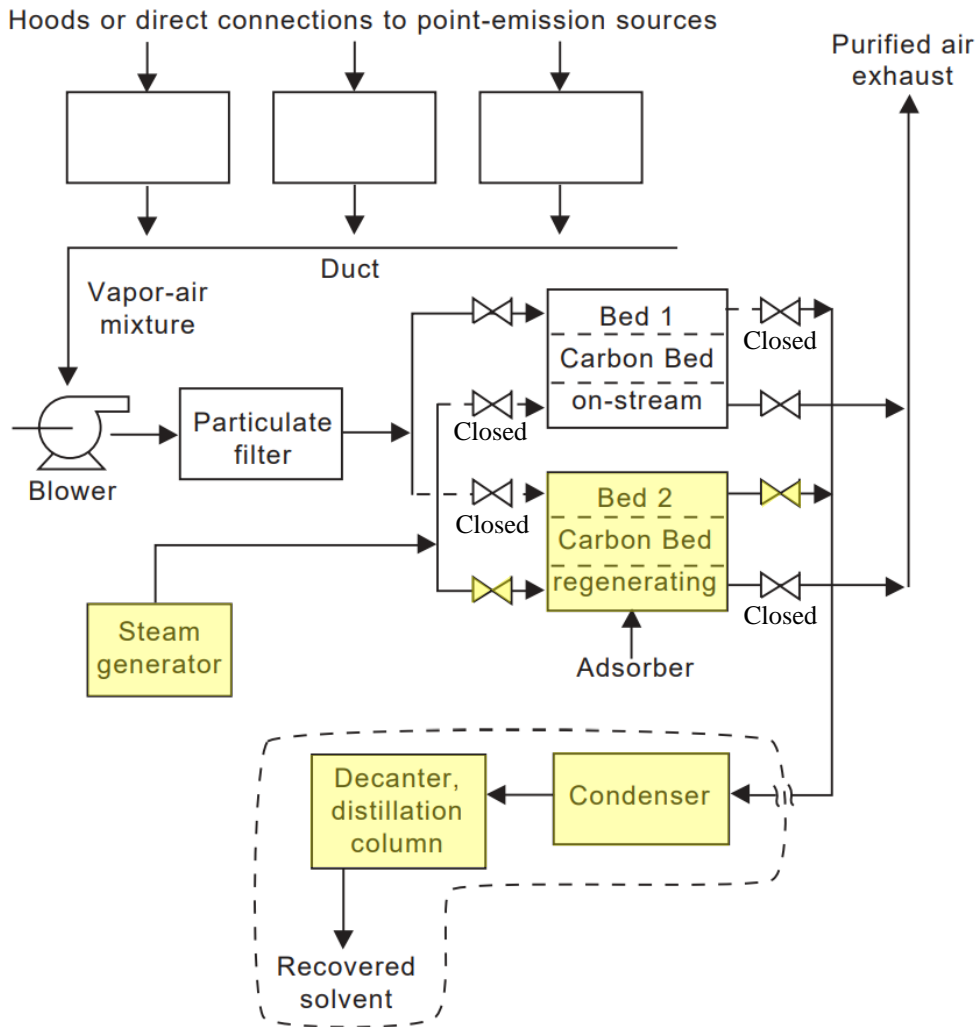 Hoods or direct connections to point-emission sources
Purified air
exhaust
Duct
Vapor-air
mixture
Bed 1
Carbon Bed
on-stream
Closed
Particulate
filter
Closed
Blower
Closed
Bed 2
Carbon Bed
regenerating
Closed
Steam
generator
Adsorber
Decanter,
distillation
column
Condenser
Recovered
solvent